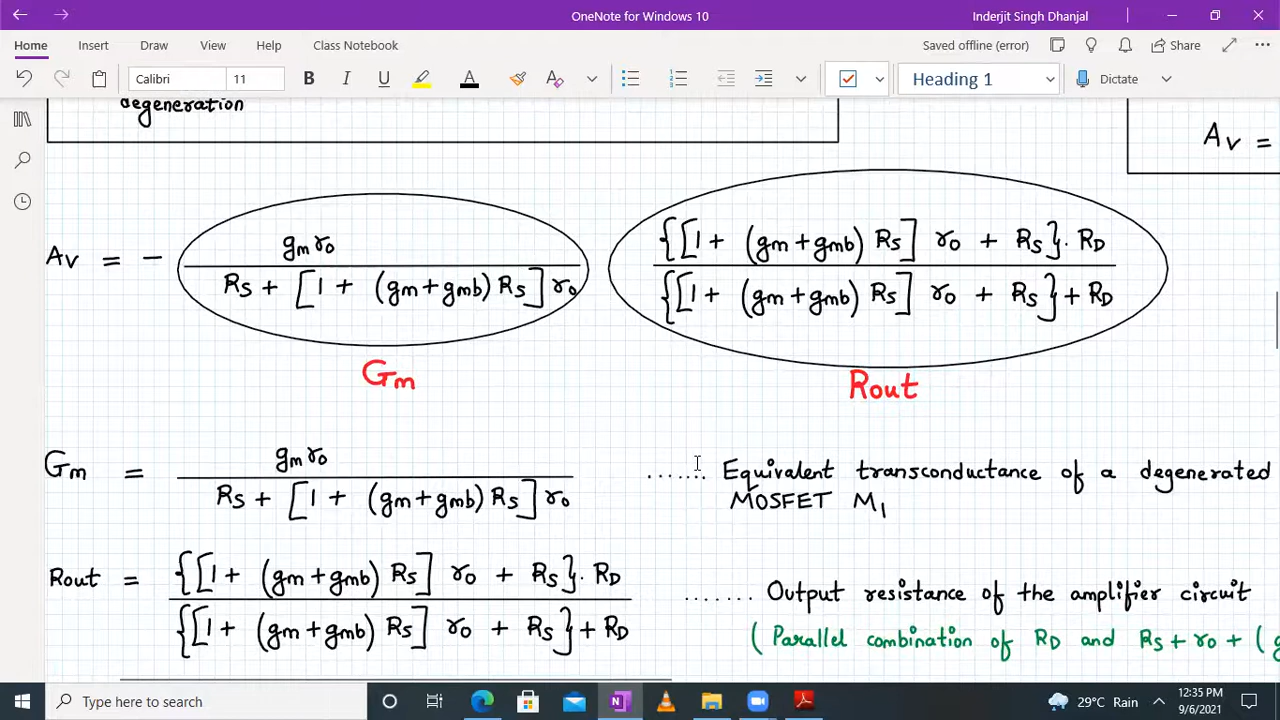 OneNote for Windows 10
Inderjit Singh Dhanjal
Home Insert Draw View Help Class Notebook
Saved offline (error)
Share
Calibri 11 B I U A
Heading 1
Dictate
degeneration
Av =
Av = - gm ro / Rs + [1 + (gm+gmb) Rs] ro
{[1+ (gm+gmb) Rs] ro + Rs}. RD / {[1+ (gm+gmb) Rs] ro + Rs} + RD
Gm
Rout
Gm = gm ro / Rs + [1 + (gm+gmb) Rs] ro
....... Equivalent transconductance of a degenerated
MOSFET M1
Rout = {[1+ (gm+gmb) Rs] ro + Rs}. RD / {[1+ (gm+gmb) Rs] ro + Rs} + RD
....... Output resistance of the amplifier circuit
(Parallel combination of RD and Rs + ro + (
Type here to search
29°C Rain
12:35 PM
9/6/2021